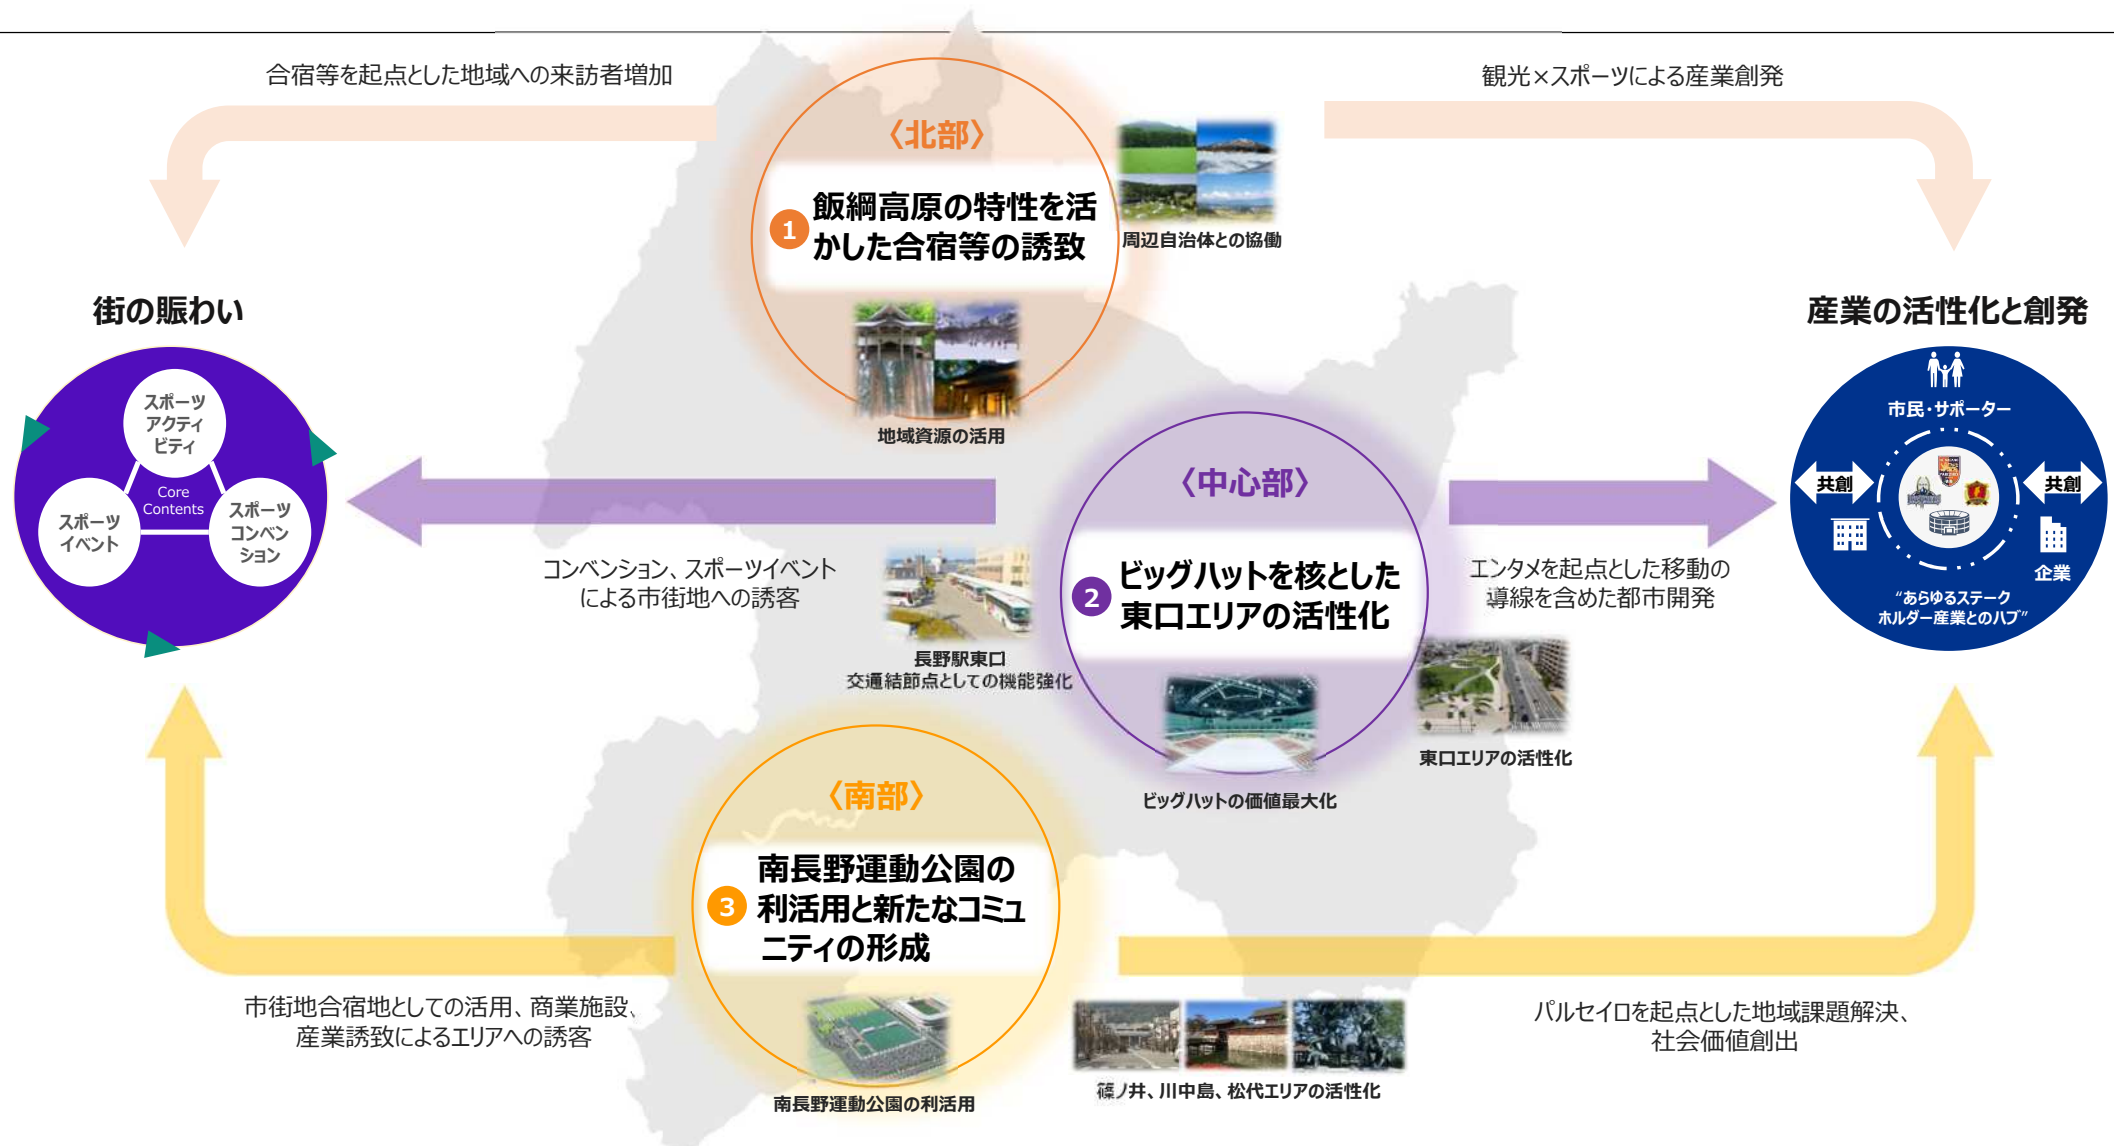 合宿等を起点とした地域への来訪者増加
観光×スポーツによる産業創発
〈北部〉
1
飯綱高原の特性を活
かした合宿等の誘致
周辺自治体との協働
地域資源の活用
街の賑わい
スポーツ
アクティ
ビティ
Core
Contents
スポーツ
イベント
スポーツ
コンベン
ション
産業の活性化と創発
市民・サポーター
共創
共創
企業
“あらゆるステーク
ホルダー産業とのハブ”
〈中心部〉
2
ビッグハットを核とした
東口エリアの活性化
コンベンション、スポーツイベント
による市街地への誘客
エンタメを起点とした移動の
導線を含めた都市開発
長野駅東口
交通結節点としての機能強化
東口エリアの活性化
ビッグハットの価値最大化
〈南部〉
3
南長野運動公園の
利活用と新たなコミュ
ニティの形成
市街地合宿地としての活用、商業施設、
産業誘致によるエリアへの誘客
パルセイロを起点とした地域課題解決、
社会価値創出
南長野運動公園の利活用
篠ノ井、川中島、松代エリアの活性化